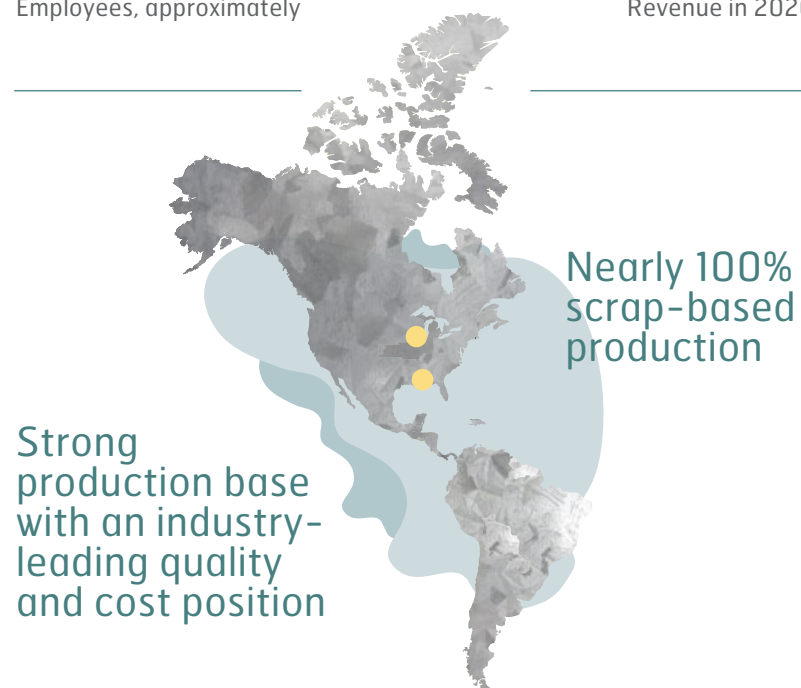 Employees, approximately
Revenue in 2020
Nearly 100%
scrap-based
production
Strong
production base
with an industry-
leading quality
and cost position